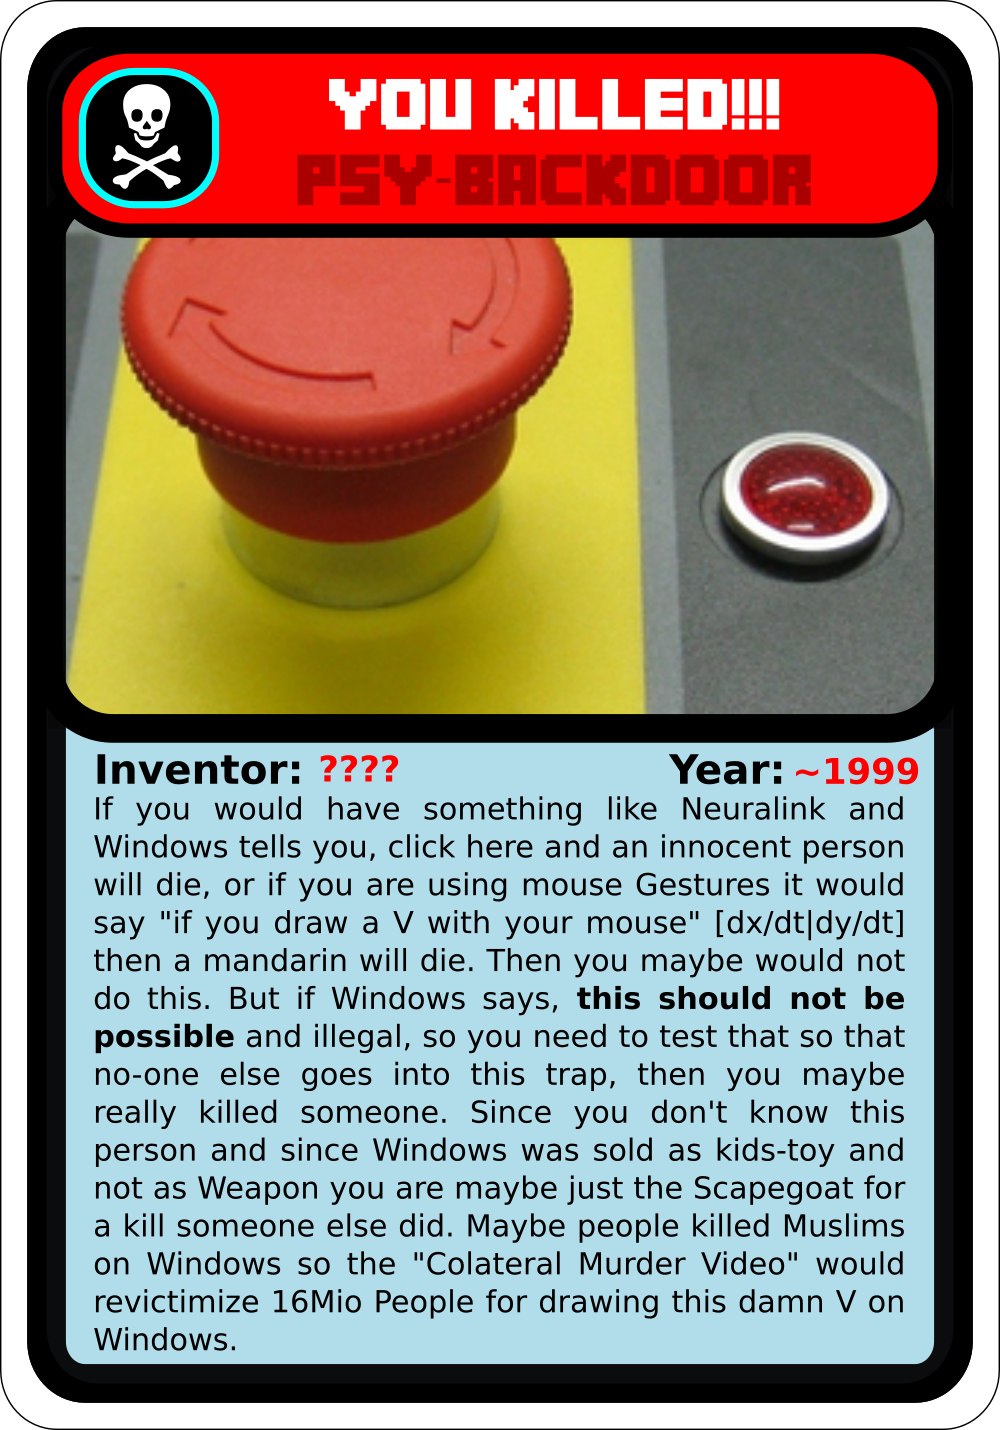 YOU KILLED!!!
PSY-BACKDOOR
Inventor: ???? Year: ~1999
If you would have something like Neuralink and
Windows tells you, click here and an innocent person
will die, or if you are using mouse Gestures it would
say "if you draw a V with your mouse" [dx/dt|dy/dt]
then a mandarin will die. Then you maybe would not
do this. But if Windows says, this should not be
possible and illegal, so you need to test that so that
no-one else goes into this trap, then you maybe
really killed someone. Since you don't know this
person and since Windows was sold as kids-toy and
not as Weapon you are maybe just the Scapegoat for
a kill someone else did. Maybe people killed Muslims
on Windows so the "Colateral Murder Video" would
revictimize 16Mio People for drawing this damn V on
Windows.